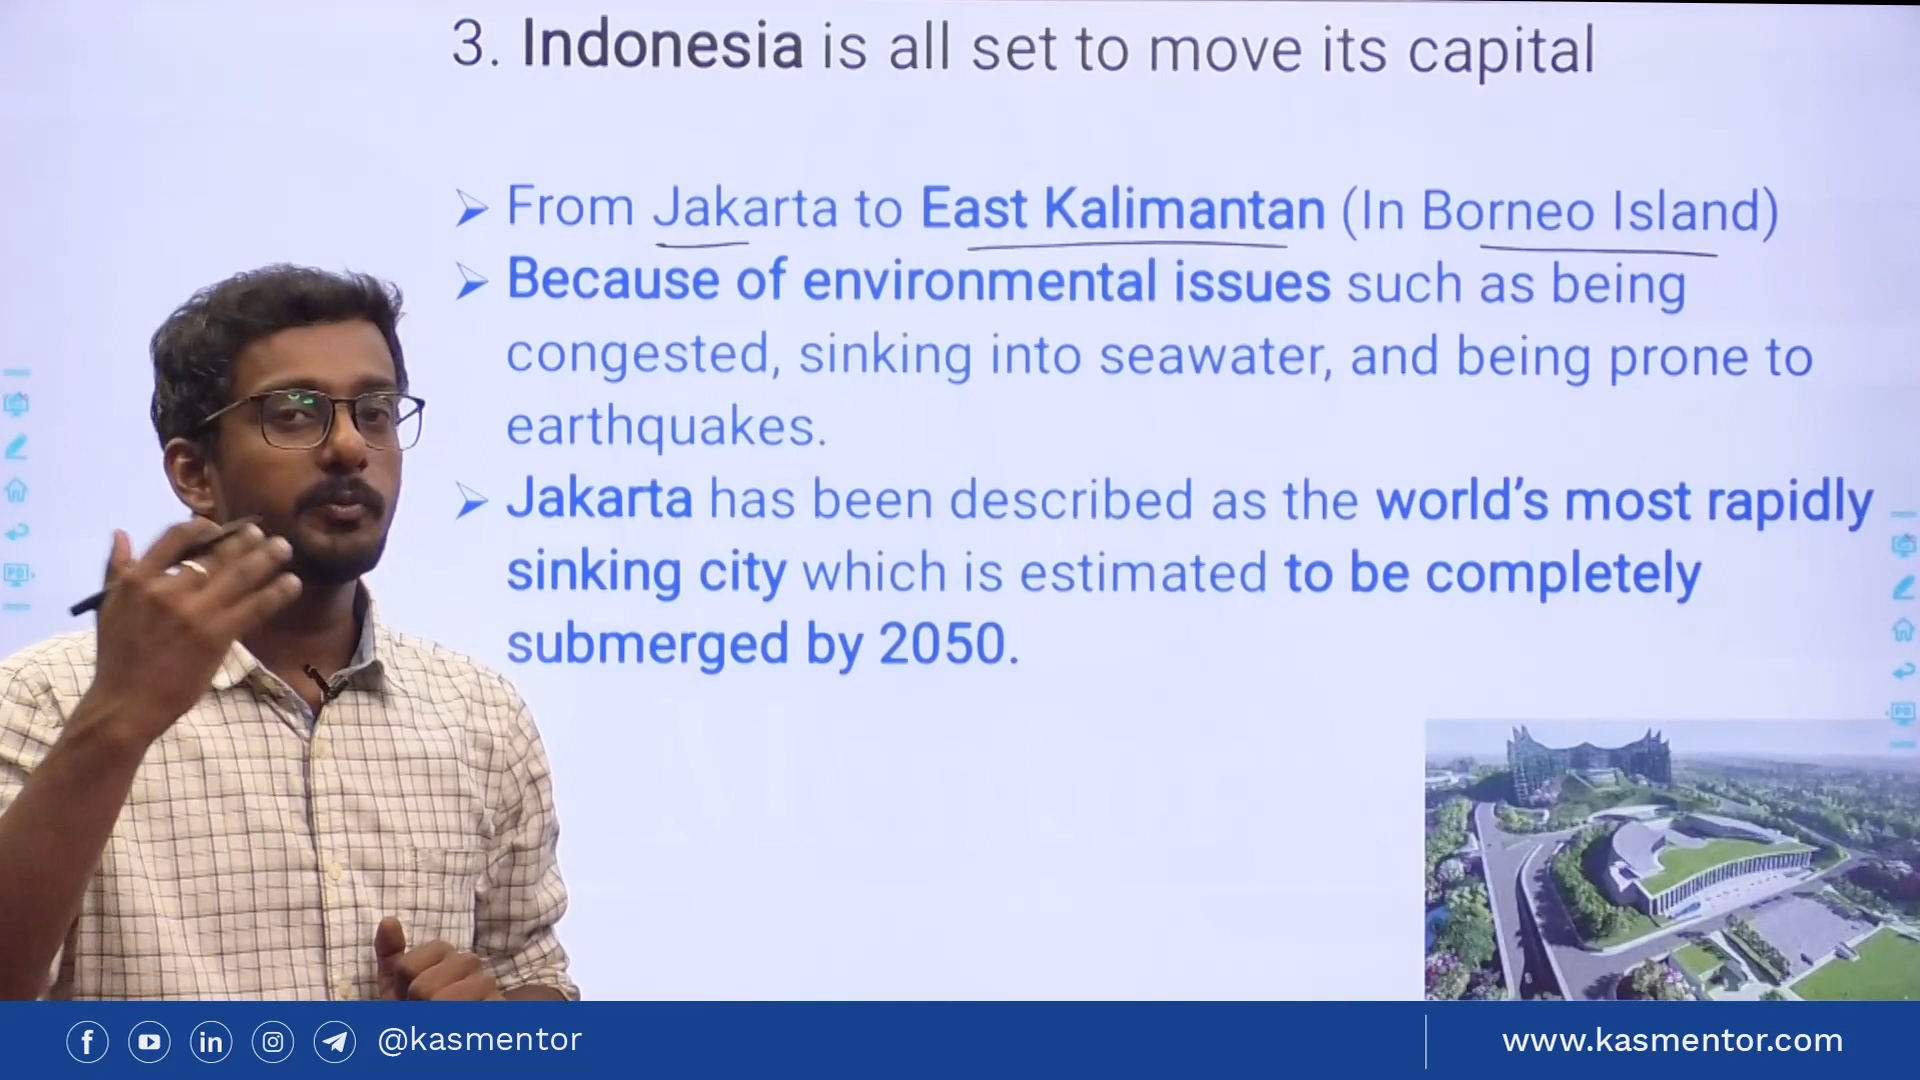 3. Indonesia is all set to move its capital
➢ From Jakarta to East Kalimantan (In Borneo Island)
➢ Because of environmental issues such as being
congested, sinking into seawater, and being prone to
earthquakes.
➢ Jakarta has been described as the world's most rapidly
sinking city which is estimated to be completely
submerged by 2050.
@kasmentor
www.kasmentor.com